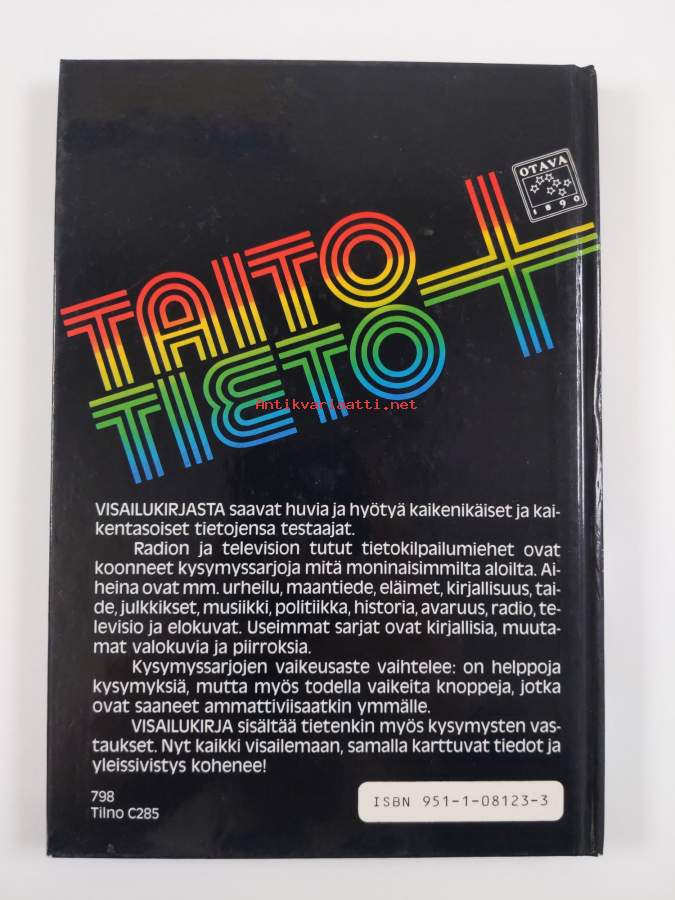 OTAVA
1890
TAITO
TIETO
+
Antikvariaatti.net
VISAILUKIRJASTA saavat huvia ja hyötyä kaikenikäiset ja kai-
kentasoiset tietojensa testaajat.
Radion ja television tutut tietokilpailumiehet ovat
koonneet kysymyssarjoja mitä moninaisimmilta aloilta. Ai-
heina ovat mm. urheilu, maantiede, eläimet, kirjallisuus, tai-
de, julkkikset, musiikki, politiikka, historia, avaruus, radio, te-
levisio ja elokuvat. Useimmat sarjat ovat kirjallisia, muuta-
mat valokuvia ja piirroksia.
Kysymyssarjojen vaikeusaste vaihtelee: on helppoja
kysymyksiä, mutta myös todella vaikeita knoppeja, jotka
ovat saaneet ammattiviisaatkin ymmälle.
VISAILUKIRJA sisältää tietenkin myös kysymysten vas-
taukset. Nyt kaikki visailemaan, samalla karttuvat tiedot ja
yleissivistys kohenee!
798
Tilno C285
ISBN 951-1-08123-3